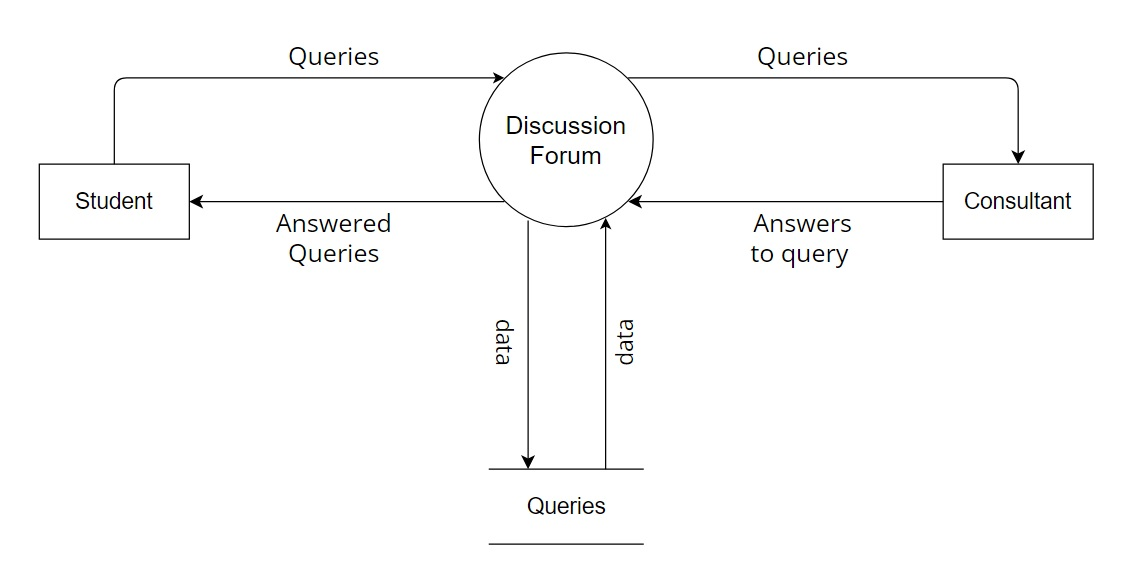 Queries
Queries
Discussion
Forum
Student
Consultant
Answered
Queries
Answers
to query
data
data
Queries